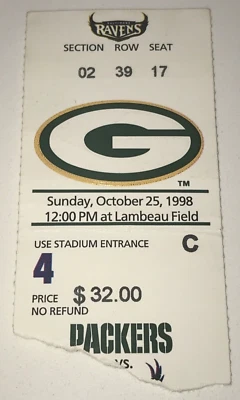 RAVENS
SECTION ROW SEAT
02 39 17
G
TM
Sunday, October 25, 1998
12:00 PM at Lambeau Field
USE STADIUM ENTRANCE C
4
PRICE $ 32.00
NO REFUND
PACKERS
vs.